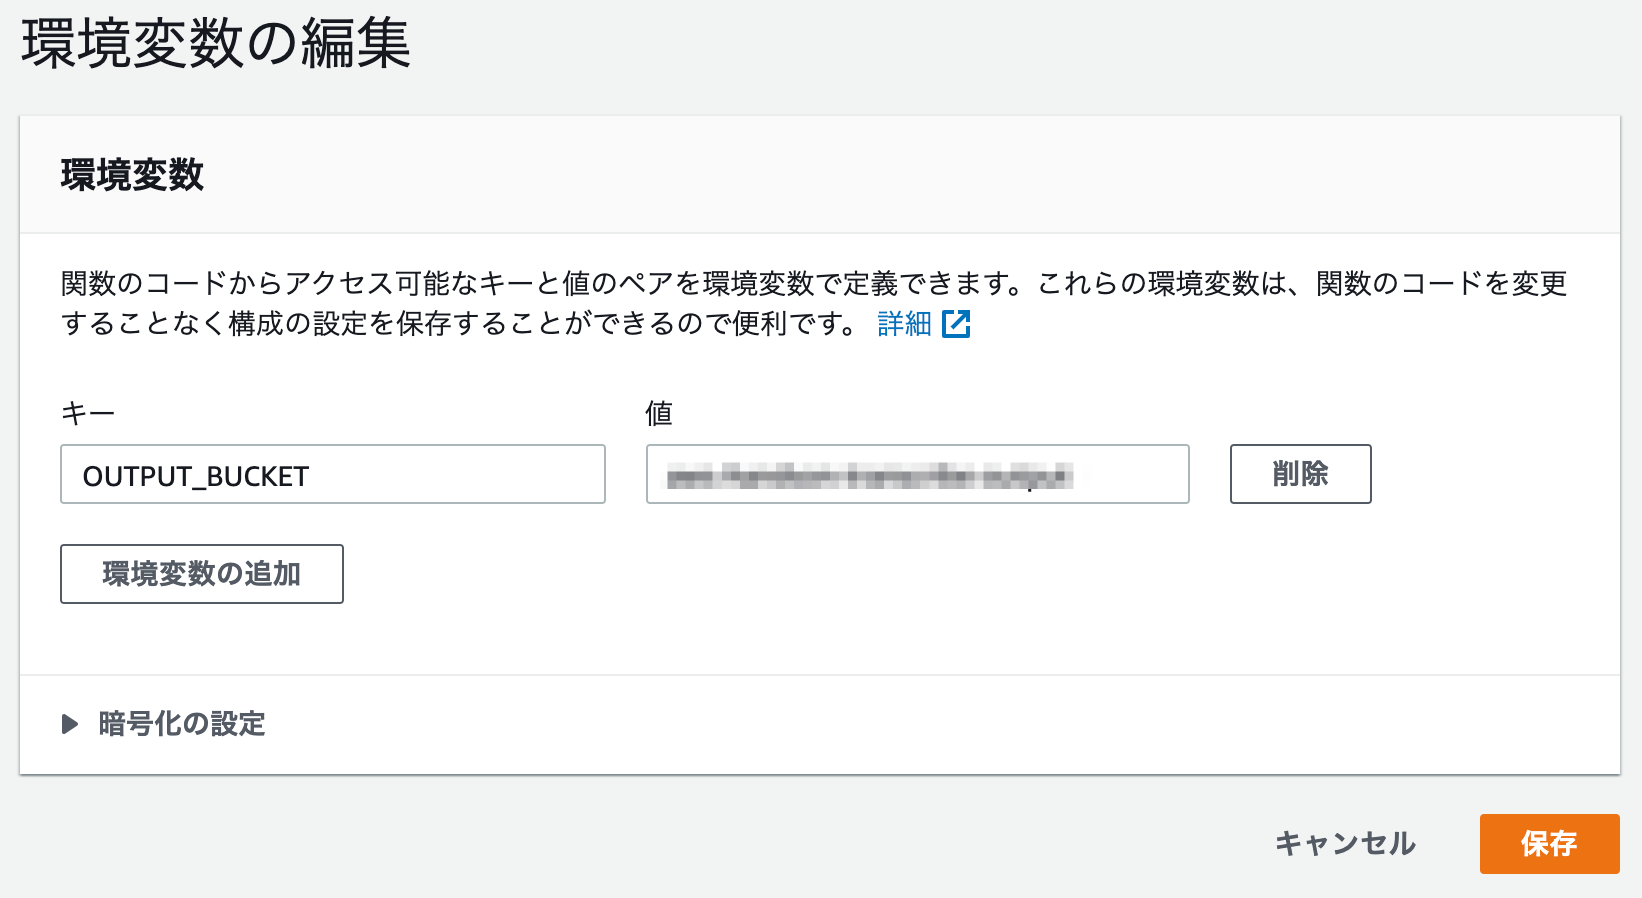 環境変数の編集
環境変数
関数のコードからアクセス可能なキーと値のペアを環境変数で定義できます。これらの環境変数は、関数のコードを変更
することなく構成の設定を保存することができるので便利です。 詳細
キー 値
OUTPUT_BUCKET 削除
環境変数の追加
暗号化の設定
キャンセル 保存